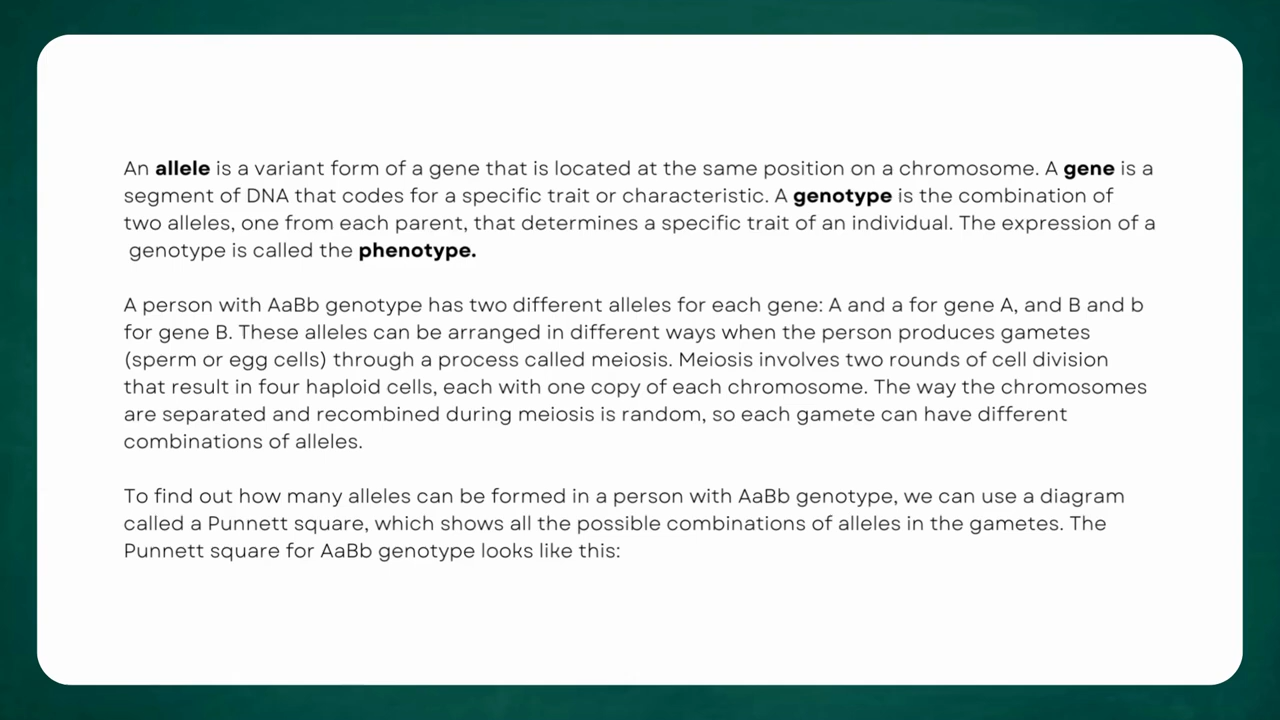 An allele is a variant form of a gene that is located at the same position on a chromosome. A gene is a
segment of DNA that codes for a specific trait or characteristic. A genotype is the combination of
two alleles, one from each parent, that determines a specific trait of an individual. The expression of a
genotype is called the phenotype.
A person with AaBb genotype has two different alleles for each gene: A and a for gene A, and B and b
for gene B. These alleles can be arranged in different ways when the person produces gametes
(sperm or egg cells) through a process called meiosis. Meiosis involves two rounds of cell division
that result in four haploid cells, each with one copy of each chromosome. The way the chromosomes
are separated and recombined during meiosis is random, so each gamete can have different
combinations of alleles.
To find out how many alleles can be formed in a person with AaBb genotype, we can use a diagram
called a Punnett square, which shows all the possible combinations of alleles in the gametes. The
Punnett square for AaBb genotype looks like this: